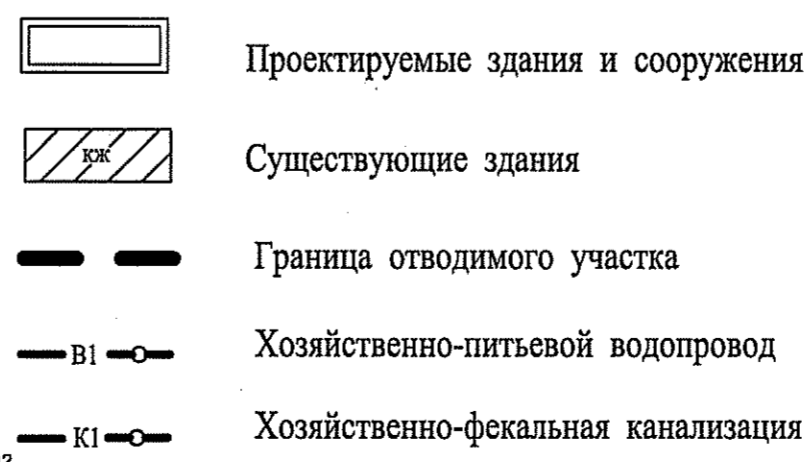 Проектируемые здания и сооружения
кж Существующие здания
Граница отводимого участка
В1 Хозяйственно-питьевой водопровод
К1 Хозяйственно-фекальная канализация